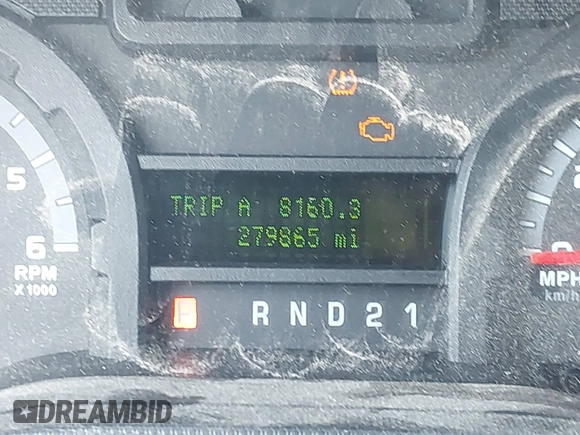 5
6
RPM
X 1000
TRIP A 8160.3
279865 mi
P R N D 2 1
MPH
km/h
DREAMBID